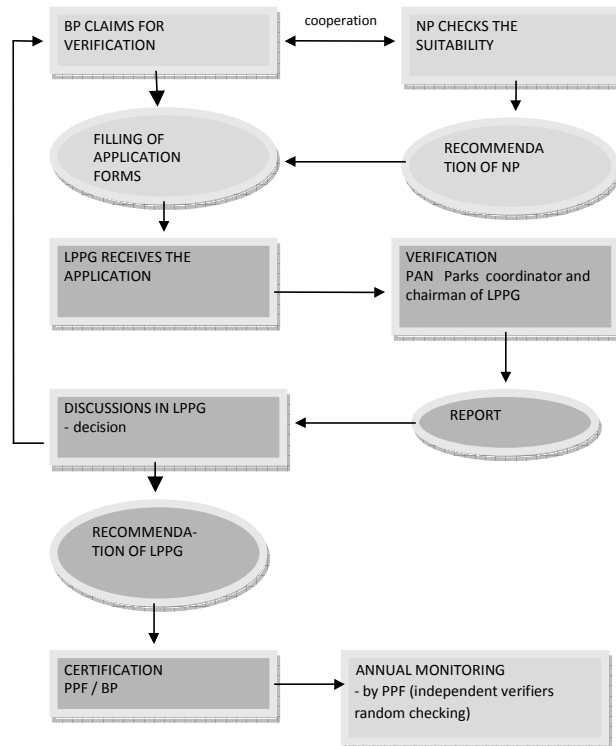 BP CLAIMS FOR
VERIFICATION
cooperation
NP CHECKS THE
SUITABILITY
FILLING OF
APPLICATION
FORMS
RECOMMENDA
TION OF NP
LPPG RECEIVES THE
APPLICATION
VERIFICATION
PAN Parks coordinator and
chairman of LPPG
DISCUSSIONS IN LPPG
- decision
REPORT
RECOMMENDA-
TION OF LPPG
CERTIFICATION
PPF / BP
ANNUAL MONITORING
- by PPF (independent verifiers
random checking)